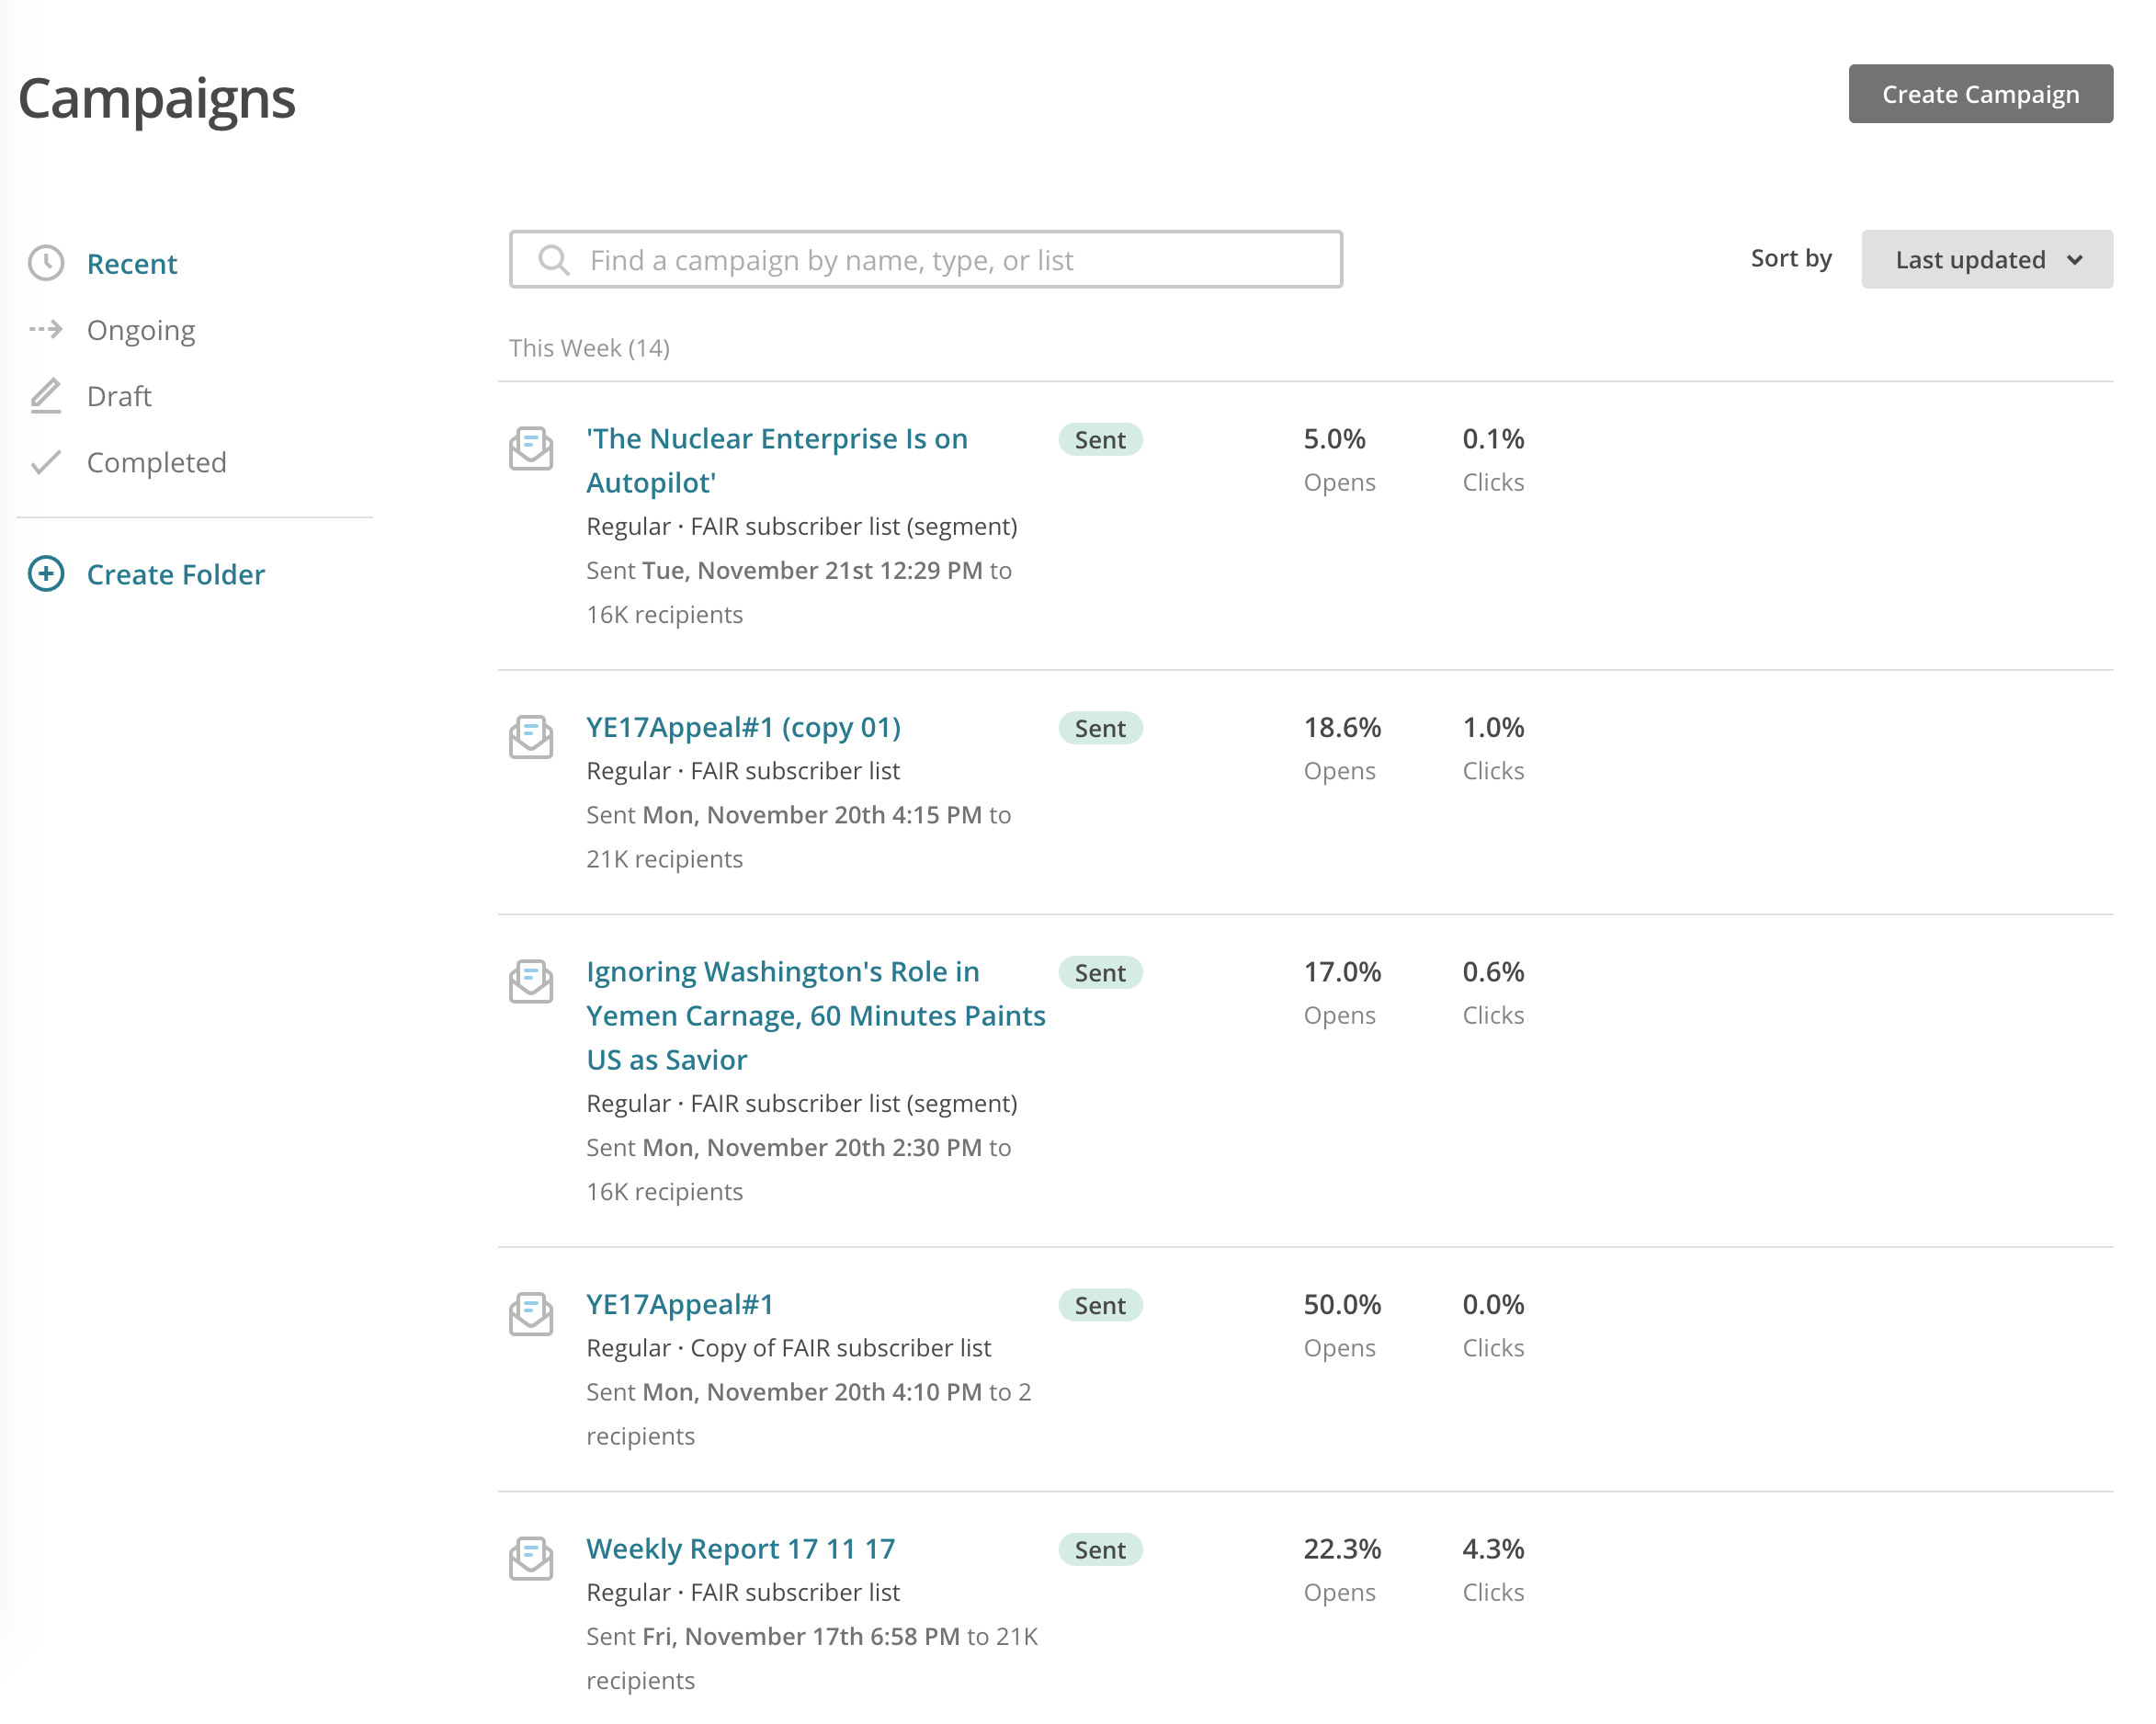 Campaigns
Create Campaign
Recent
Ongoing
Draft
Completed
Create Folder
Find a campaign by name, type, or list
Sort by
Last updated
This Week (14)
'The Nuclear Enterprise Is on
Autopilot'
Regular · FAIR subscriber list (segment)
Sent Tue, November 21st 12:29 PM to
16K recipients
Sent
5.0%
Opens
0.1%
Clicks
YE17Appeal#1 (copy 01)
Regular · FAIR subscriber list
Sent Mon, November 20th 4:15 PM to
21K recipients
Sent
18.6%
Opens
1.0%
Clicks
Ignoring Washington's Role in
Yemen Carnage, 60 Minutes Paints
US as Savior
Regular · FAIR subscriber list (segment)
Sent Mon, November 20th 2:30 PM to
16K recipients
Sent
17.0%
Opens
0.6%
Clicks
YE17Appeal#1
Regular · Copy of FAIR subscriber list
Sent Mon, November 20th 4:10 PM to 2
recipients
Sent
50.0%
Opens
0.0%
Clicks
Weekly Report 17 11 17
Regular · FAIR subscriber list
Sent Fri, November 17th 6:58 PM to 21K
recipients
Sent
22.3%
Opens
4.3%
Clicks